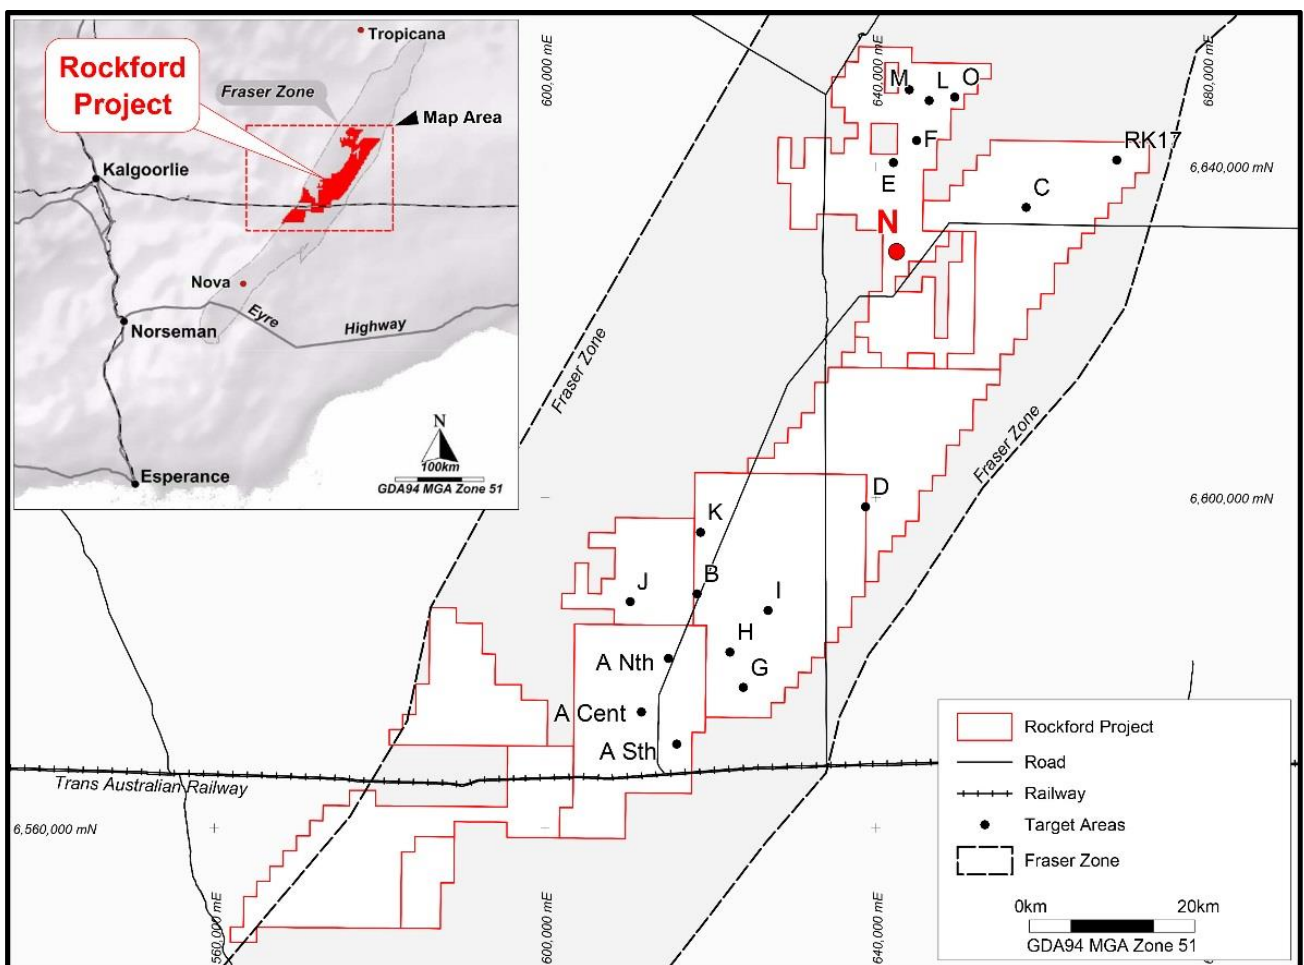 Rockford
Project
Tropicana
Fraser Zone
Map Area
Kalgoorlie
Nova
Eyre
Highway
Norseman
Esperance
N
100km
GDA94 MGA Zone 51
600,000 mE
640,000 mE
680,000 mE
M
L
O
F
RK17
6,640,000 mN
E
C
N
Fraser Zone
Fraser Zone
D
6,600,000 mN
K
B
J
I
H
A Nth
G
A Cent
A Sth
Trans Australian Railway
6,560,000 mN
560,000 mE
600,000 mE
640,000 mE
Rockford Project
Road
Railway
Target Areas
Fraser Zone
0km
20km
GDA94 MGA Zone 51